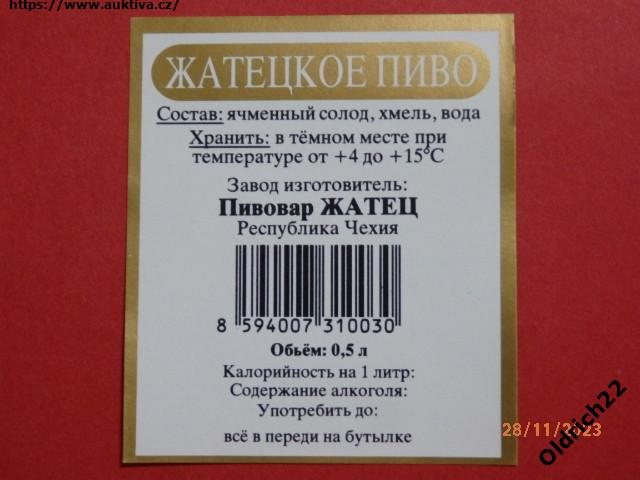 https://www.auktiva.cz/
ЖАТЕЦКОЕ ПИВО
Состав: ячменный солод, хмель, вода
Хранить: в тёмном месте при
температуре от +4 до +15°C
Завод изготовитель:
Пивовар ЖАТЕЦ
Республика Чехия
8 594007 310030
Обьём: 0,5 л
Калорийность на 1 литр:
Содержание алкоголя:
Употребить до:
всё в переди на бутылке
28/11/2023
Oldrich22